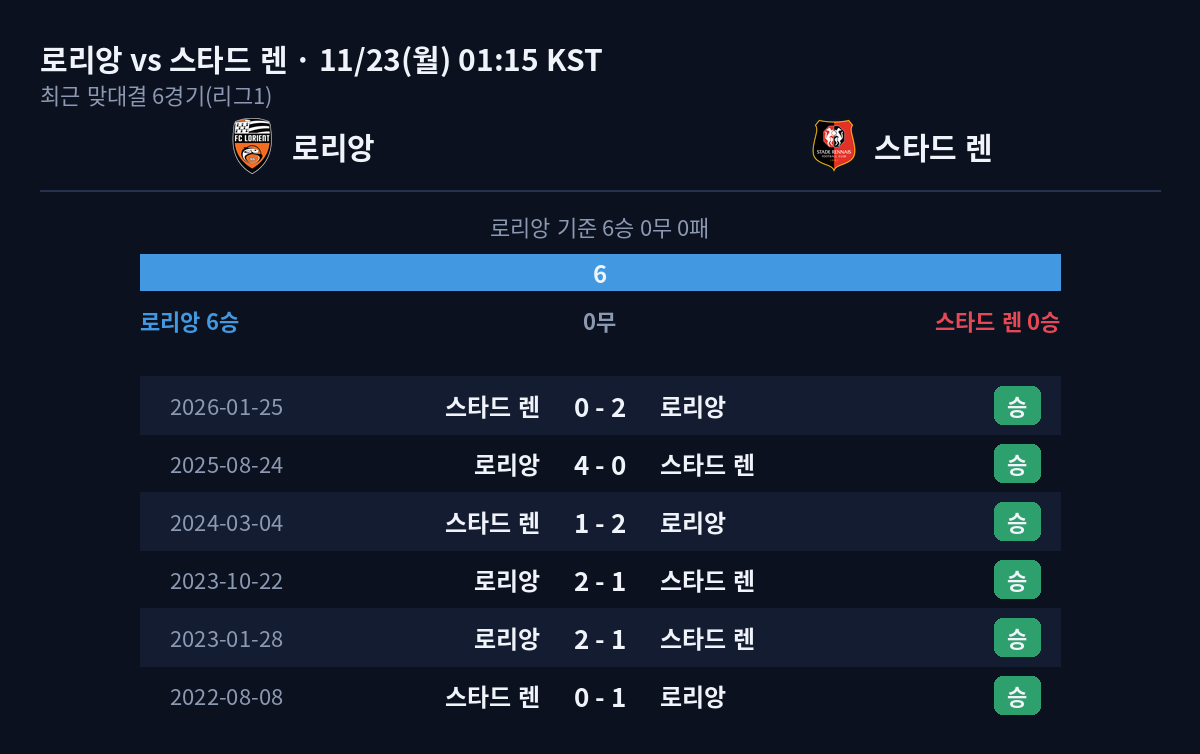 로리앙 vs 스타드 렌 · 11/23(월) 01:15 KST
최근 맞대결 6경기(리그1)
FC LORIENT
로리앙
STADE RENNAIS
FOOTBALL CLUB
스타드 렌
로리앙 기준 6승 0무 0패
6
로리앙 6승 0무 스타드 렌 0승
2026-01-25 스타드 렌 0 - 2 로리앙 승
2025-08-24 로리앙 4 - 0 스타드 렌 승
2024-03-04 스타드 렌 1 - 2 로리앙 승
2023-10-22 로리앙 2 - 1 스타드 렌 승
2023-01-28 로리앙 2 - 1 스타드 렌 승
2022-08-08 스타드 렌 0 - 1 로리앙 승